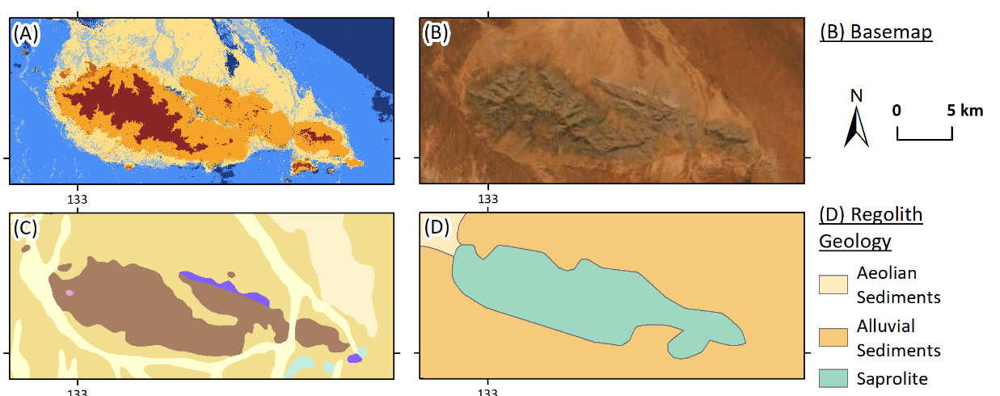 (A)
(B)
(B) Basemap
N
0 5 km
133
133
(C)
(D)
(D) Regolith
Geology
Aeolian
Sediments
Alluvial
Sediments
Saprolite
133
133